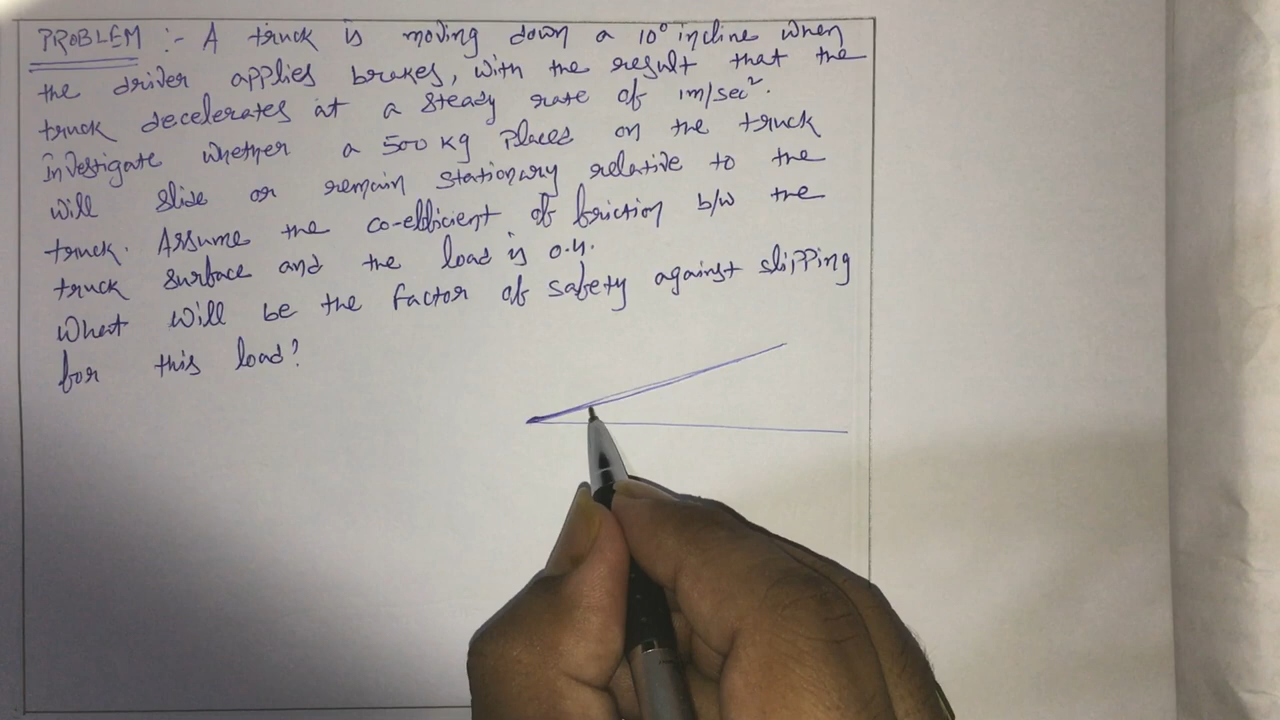 PROBLEM :- A truck is moving down a 10° incline when
the driver applies brakes, with the result that the
truck decelerates at a steady rate of 1m/sec².
Investigate whether a 500 kg places on the truck
will slide or remain stationary relative to the
truck. Assume the co-efficient of friction b/w the
truck surface and the load is 0.4.
What will be the factor of safety against slipping
for this load?